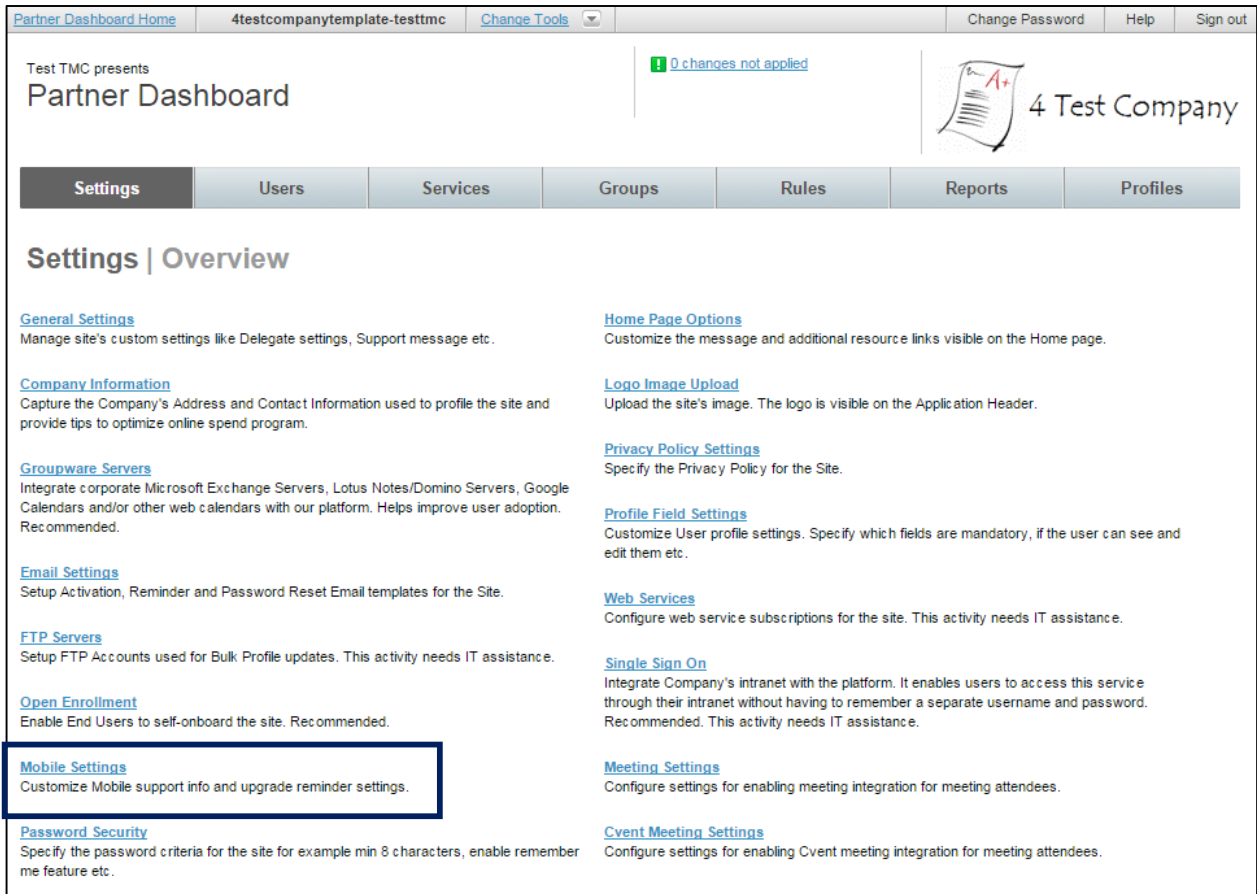 Partner Dashboard Home 4testcompanytemplate-testtmc Change Tools Change Password Help Sign out
Test TMC presents
Partner Dashboard
0 changes not applied
A+
4 Test Company
Settings Users Services Groups Rules Reports Profiles
Settings | Overview
General Settings
Manage site's custom settings like Delegate settings, Support message etc.
Company Information
Capture the Company's Address and Contact Information used to profile the site and
provide tips to optimize online spend program.
Groupware Servers
Integrate corporate Microsoft Exchange Servers, Lotus Notes/Domino Servers, Google
Calendars and/or other web calendars with our platform. Helps improve user adoption.
Recommended.
Email Settings
Setup Activation, Reminder and Password Reset Email templates for the Site.
FTP Servers
Setup FTP Accounts used for Bulk Profile updates. This activity needs IT assistance.
Open Enrollment
Enable End Users to self-onboard the site. Recommended.
Mobile Settings
Customize Mobile support info and upgrade reminder settings.
Password Security
Specify the password criteria for the site for example min 8 characters, enable remember
me feature etc.
Home Page Options
Customize the message and additional resource links visible on the Home page.
Logo Image Upload
Upload the site's image. The logo is visible on the Application Header.
Privacy Policy Settings
Specify the Privacy Policy for the Site.
Profile Field Settings
Customize User profile settings. Specify which fields are mandatory, if the user can see and
edit them etc.
Web Services
Configure web service subscriptions for the site. This activity needs IT assistance.
Single Sign On
Integrate Company's intranet with the platform. It enables users to access this service
through their intranet without having to remember a separate username and password.
Recommended. This activity needs IT assistance.
Meeting Settings
Configure settings for enabling meeting integration for meeting attendees.
Cvent Meeting Settings
Configure settings for enabling Cvent meeting integration for meeting attendees.